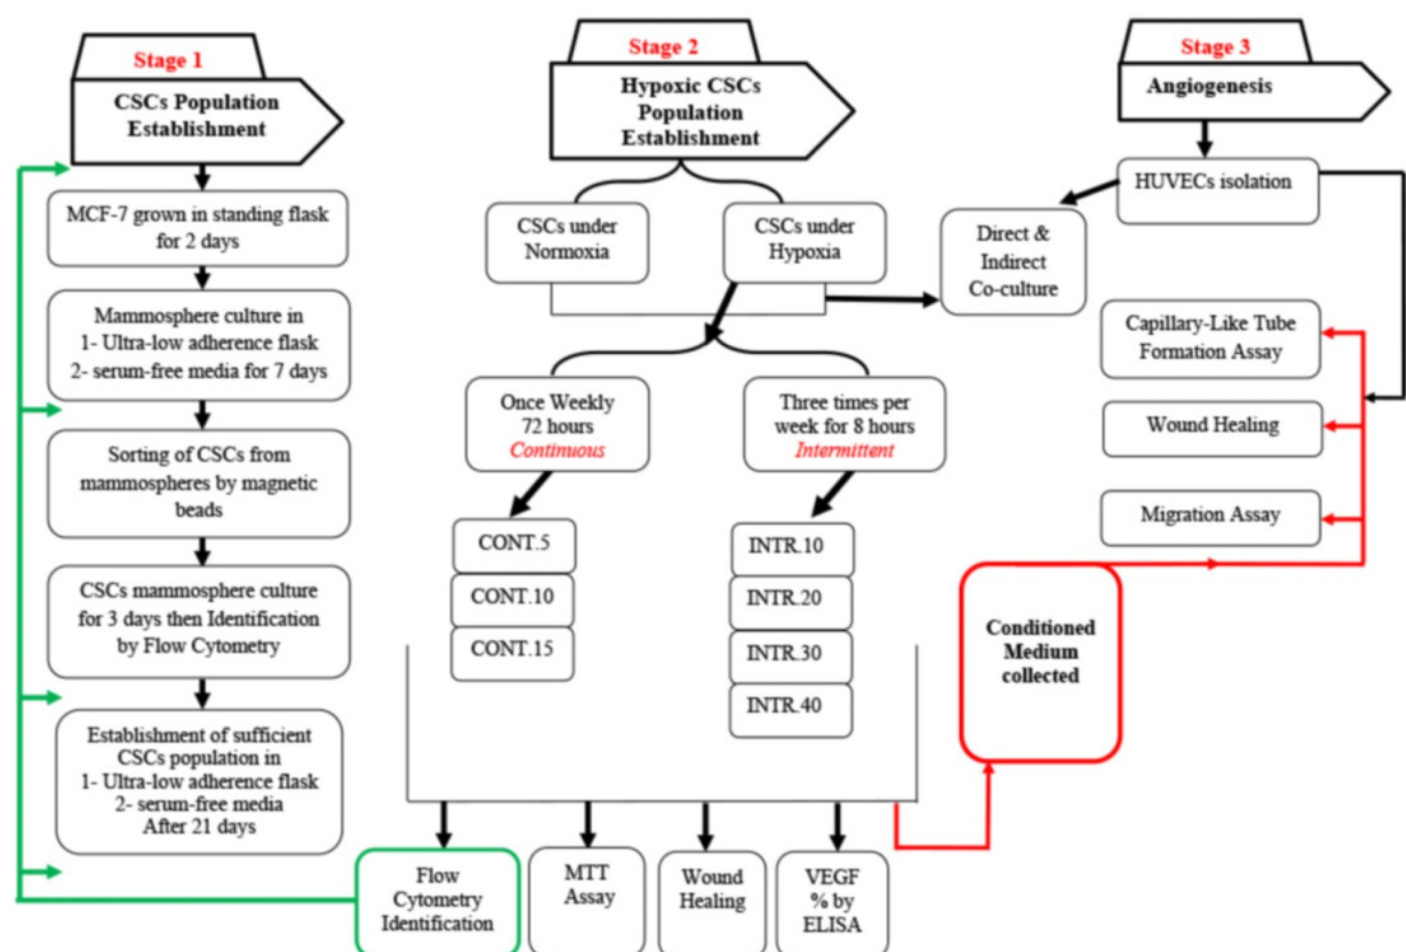 Stage 1
CSCs Population
Establishment
MCF-7 grown in standing flask
for 2 days
Mammosphere culture in
1- Ultra-low adherence flask
2- serum-free media for 7 days
Sorting of CSCs from
mammospheres by magnetic
beads
CSCs mammosphere culture
for 3 days then Identification
by Flow Cytometry
Establishment of sufficient
CSCs population in
1- Ultra-low adherence flask
2- serum-free media
After 21 days
Stage 2
Hypoxic CSCs
Population
Establishment
CSCs under
Normoxia
CSCs under
Hypoxia
Once Weekly
72 hours
Continuous
Three times per
week for 8 hours
Intermittent
CONT.5
CONT.10
CONT.15
INTR.10
INTR.20
INTR.30
INTR.40
Flow
Cytometry
Identification
MTT
Assay
Wound
Healing
VEGF
% by
ELISA
Stage 3
Angiogenesis
HUVECs isolation
Direct &
Indirect
Co-culture
Capillary-Like Tube
Formation Assay
Wound Healing
Migration Assay
Conditioned
Medium
collected